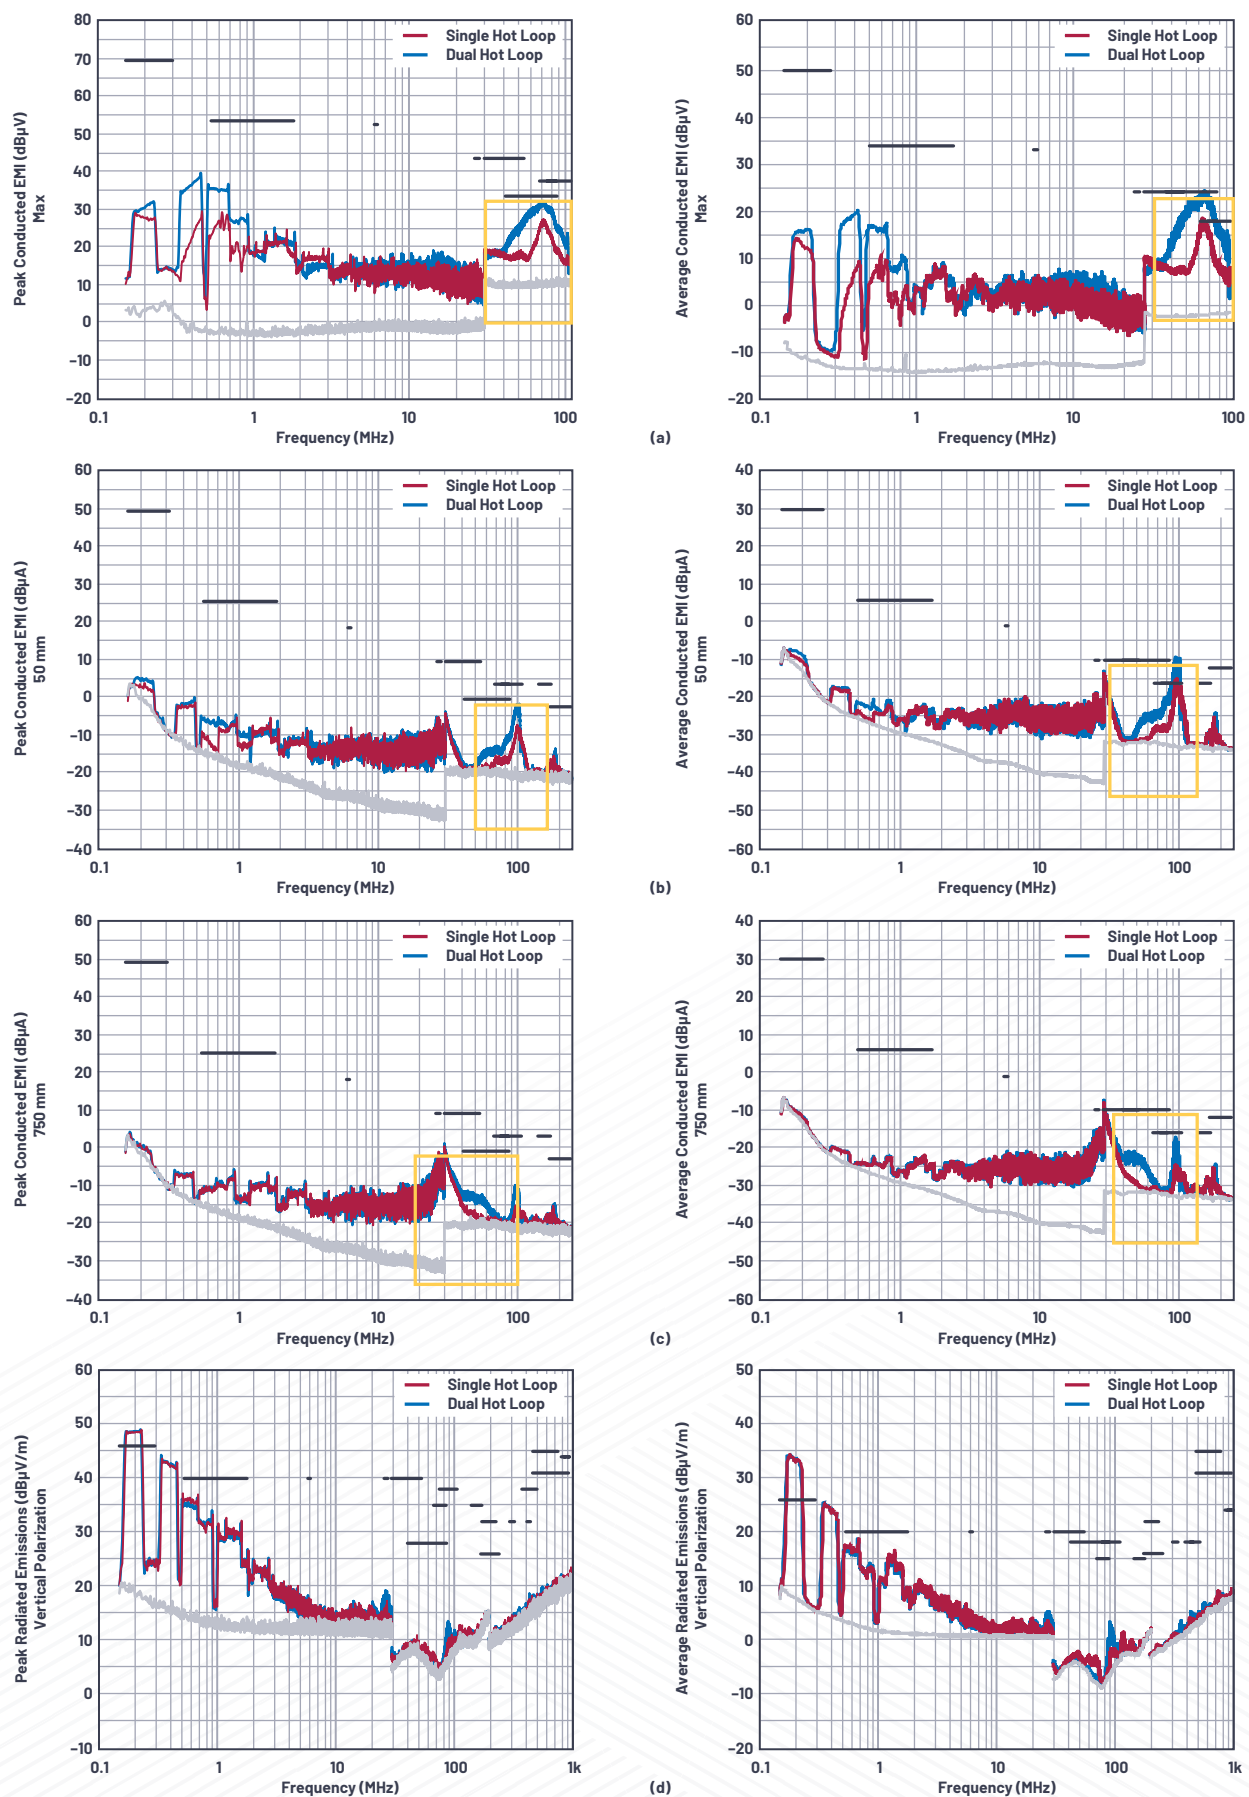 Peak Conducted EMI (dBµV)
Max
80
70
60
50
40
30
20
10
0
–10
–20
0.1
1
10
100
Frequency (MHz)
Single Hot Loop
Dual Hot Loop
Average Conducted EMI (dBµV)
Max
60
50
40
30
20
10
0
–10
–20
0.1
1
10
100
Frequency (MHz)
Single Hot Loop
Dual Hot Loop
(a)
Peak Conducted EMI (dBµA)
50 mm
60
50
40
30
20
10
0
–10
–20
–30
–40
0.1
1
10
100
Frequency (MHz)
Single Hot Loop
Dual Hot Loop
Average Conducted EMI (dBµA)
50 mm
40
30
20
10
0
–10
–20
–30
–40
–50
–60
0.1
1
10
100
Frequency (MHz)
Single Hot Loop
Dual Hot Loop
(b)
Peak Conducted EMI (dBµA)
750 mm
60
50
40
30
20
10
0
–10
–20
–30
–40
0.1
1
10
100
Frequency (MHz)
Single Hot Loop
Dual Hot Loop
Average Conducted EMI (dBµA)
750 mm
40
30
20
10
0
–10
–20
–30
–40
–50
–60
0.1
1
10
100
Frequency (MHz)
Single Hot Loop
Dual Hot Loop
(c)
Peak Radiated Emissions (dBµV/m)
Vertical Polarization
60
50
40
30
20
10
0
–10
0.1
1
10
100
1k
Frequency (MHz)
Single Hot Loop
Dual Hot Loop
Average Radiated Emissions (dBµV/m)
Vertical Polarization
50
40
30
20
10
0
–10
–20
0.1
1
10
100
1k
Frequency (MHz)
Single Hot Loop
Dual Hot Loop
(d)